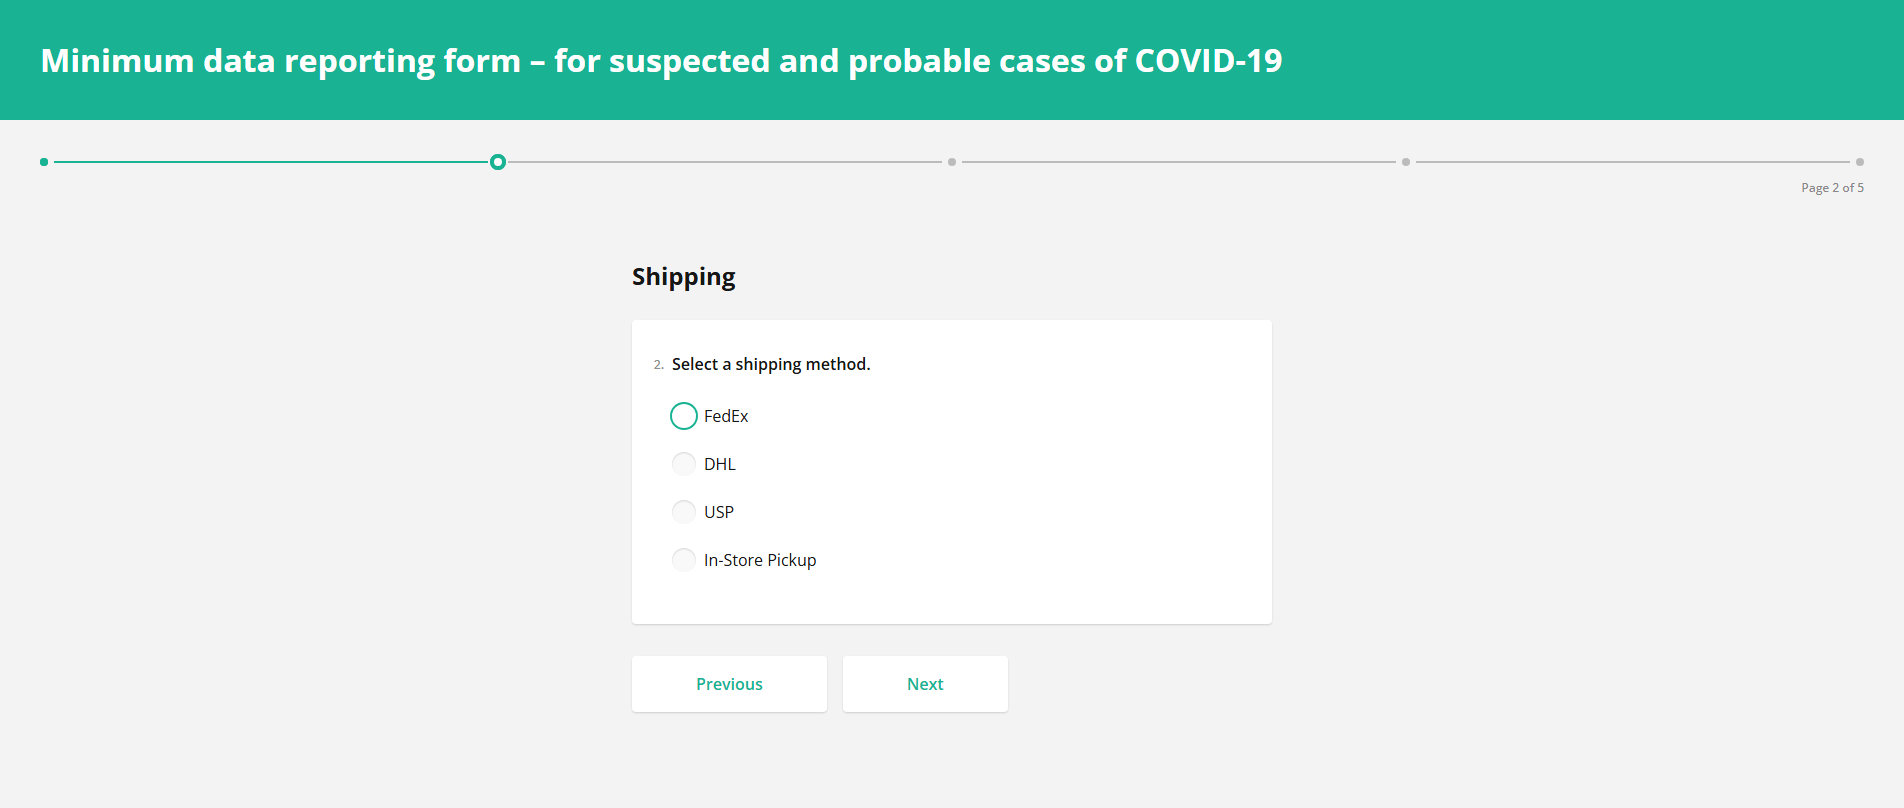 Minimum data reporting form – for suspected and probable cases of COVID-19
Page 2 of 5
Shipping
2. Select a shipping method.
FedEx
DHL
USP
In-Store Pickup
Previous
Next